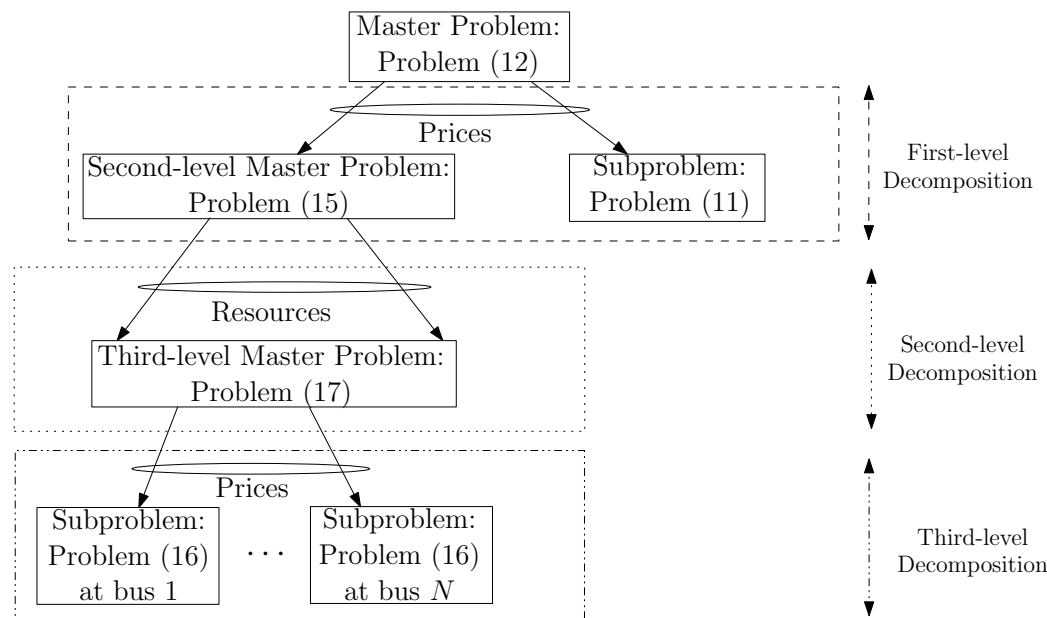 Master Problem:
Problem (12)
Prices
Second-level Master Problem:
Problem (15)
Subproblem:
Problem (11)
First-level
Decomposition
Resources
Third-level Master Problem:
Problem (17)
Second-level
Decomposition
Prices
Subproblem:
Problem (16)
at bus 1
· · ·
Subproblem:
Problem (16)
at bus N
Third-level
Decomposition